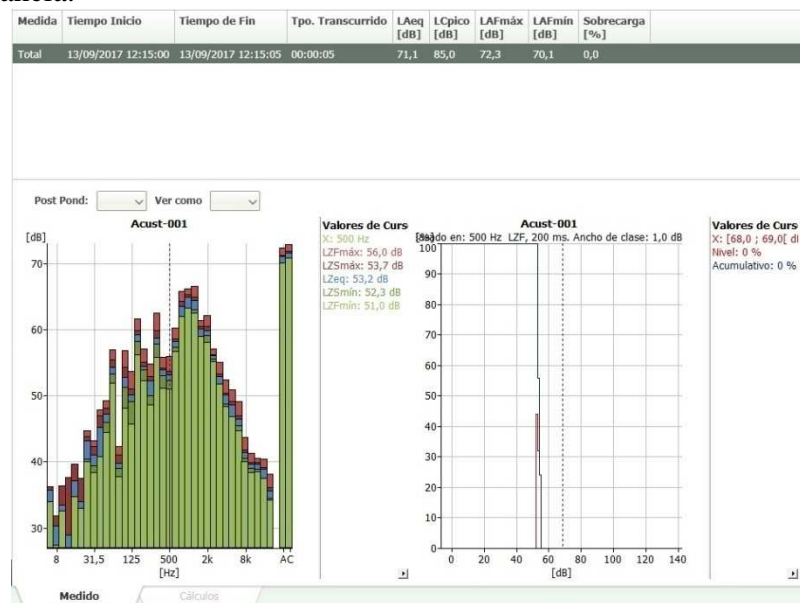 Medida Tiempo Inicio Tiempo de Fin Tpo. Transcurrido LAeq [dB] LCpico [dB] LAFmáx [dB] LAFmín [dB] Sobrecarga [%]
Total 13/09/2017 12:15:00 13/09/2017 12:15:05 00:00:05 71,1 85,0 72,3 70,1 0,0
Post Pond: Ver como
Acust-001
[dB]
70
60
50
40
30
8 31,5 125 500 2k 8k AC
[Hz]
Valores de Curs
X: 500 Hz
LZFmáx: 56,0 dB
LZSmáx: 53,7 dB
LZeq: 53,2 dB
LZSmín: 52,3 dB
LZFmín: 51,0 dB
Acust-001
en: 500 Hz LZF, 200 ms. Ancho de clase: 1,0 dB
100
90
80
70
60
50
40
30
20
10
0
0 20 40 60 80 100 120 140
[dB]
Valores de Curs
X: [68,0 ; 69,0[ dI
Nivel: 0 %
Acumulativo: 0 %
Medido Cálculos